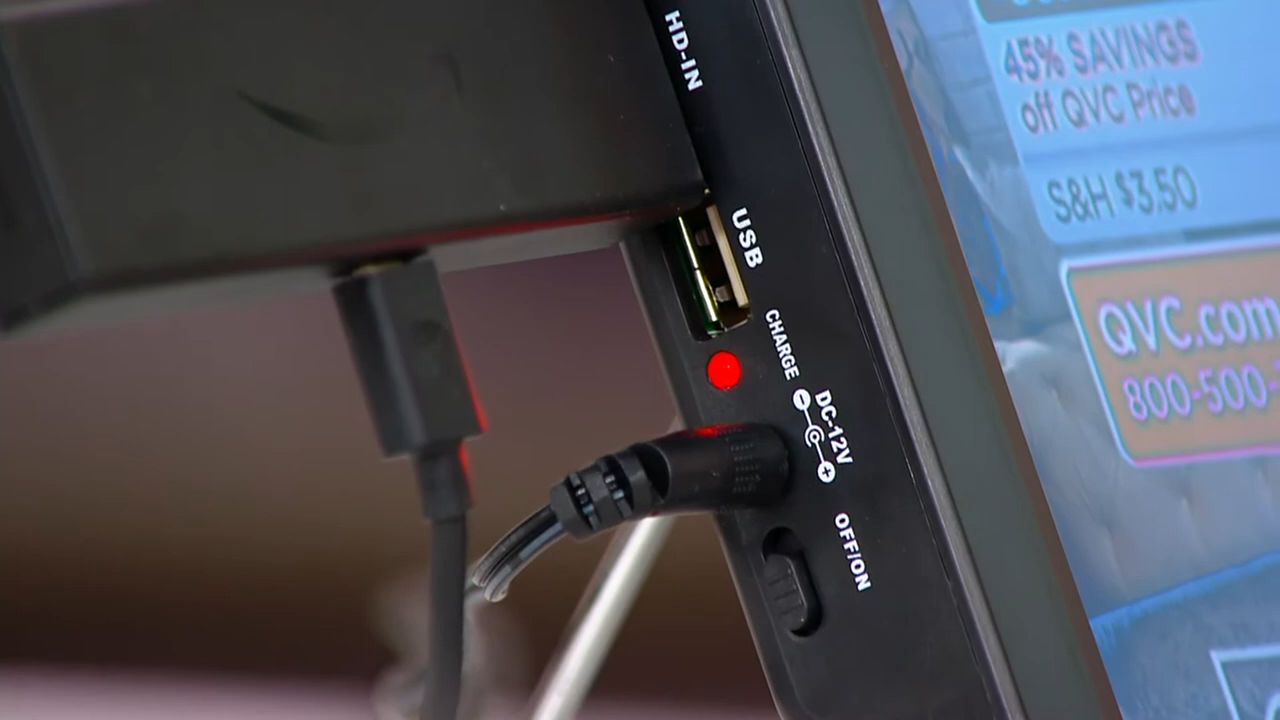 HD-IN
USB
CHARGE
DC-12V
OFF/ON
45% SAVINGS
off QVC Price
S&H $3.50
QVC.com
800-500-